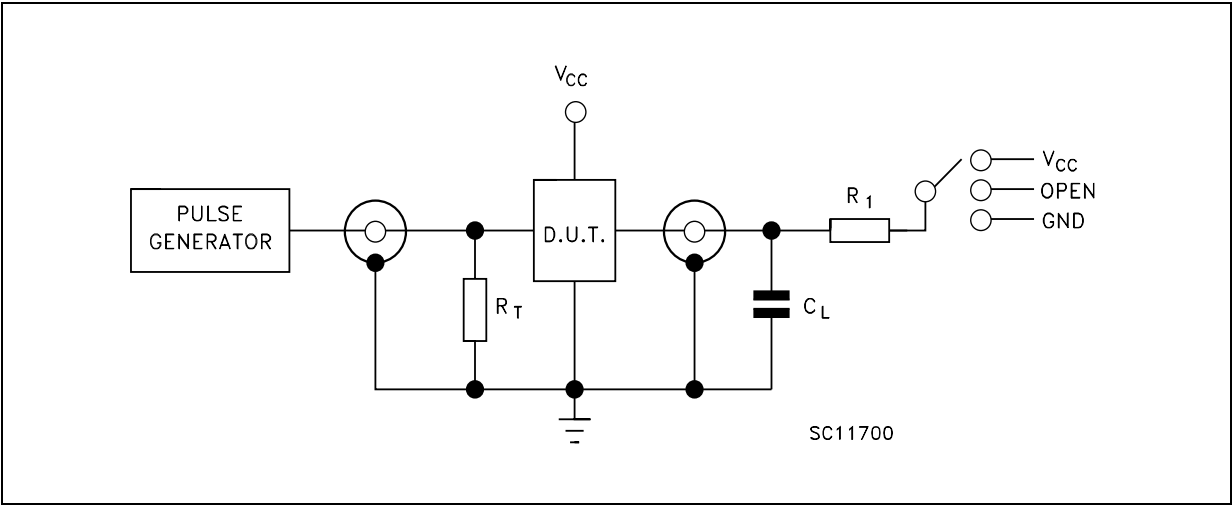 VCC
PULSE
GENERATOR
D.U.T.
RT
CL
R1
VCC
OPEN
GND
SC11700